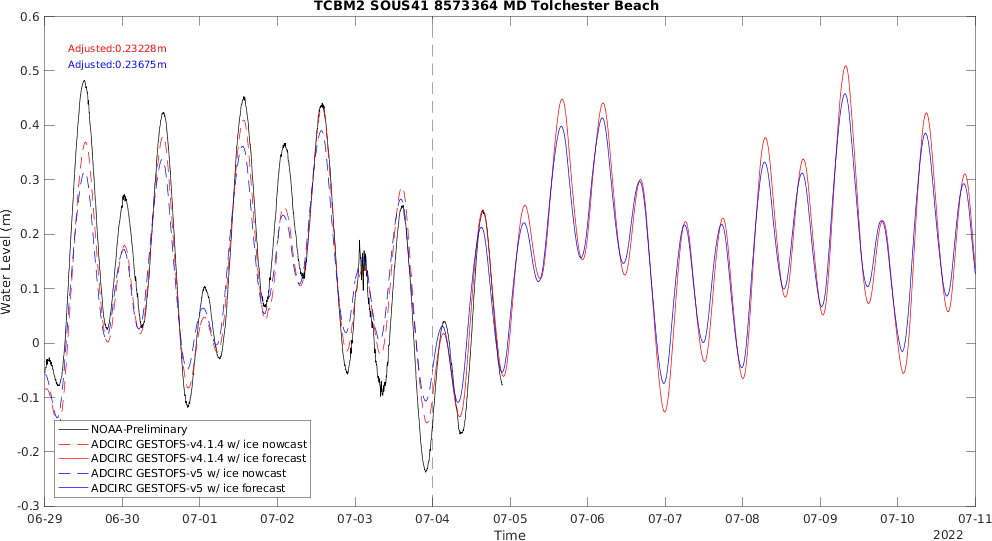 TCBM2 SOUS41 8573364 MD Tolchester Beach
0.6
0.5
0.4
0.3
0.2
0.1
0
-0.1
-0.2
-0.3
Water Level (m)
Adjusted:0.23228m
Adjusted:0.23675m
NOAA-Preliminary
ADCIRC GESTOFS-v4.1.4 w/ ice nowcast
ADCIRC GESTOFS-v4.1.4 w/ ice forecast
ADCIRC GESTOFS-v5 w/ ice nowcast
ADCIRC GESTOFS-v5 w/ ice forecast
06-29 06-30 07-01 07-02 07-03 07-04 07-05 07-06 07-07 07-08 07-09 07-10 07-11
Time
2022